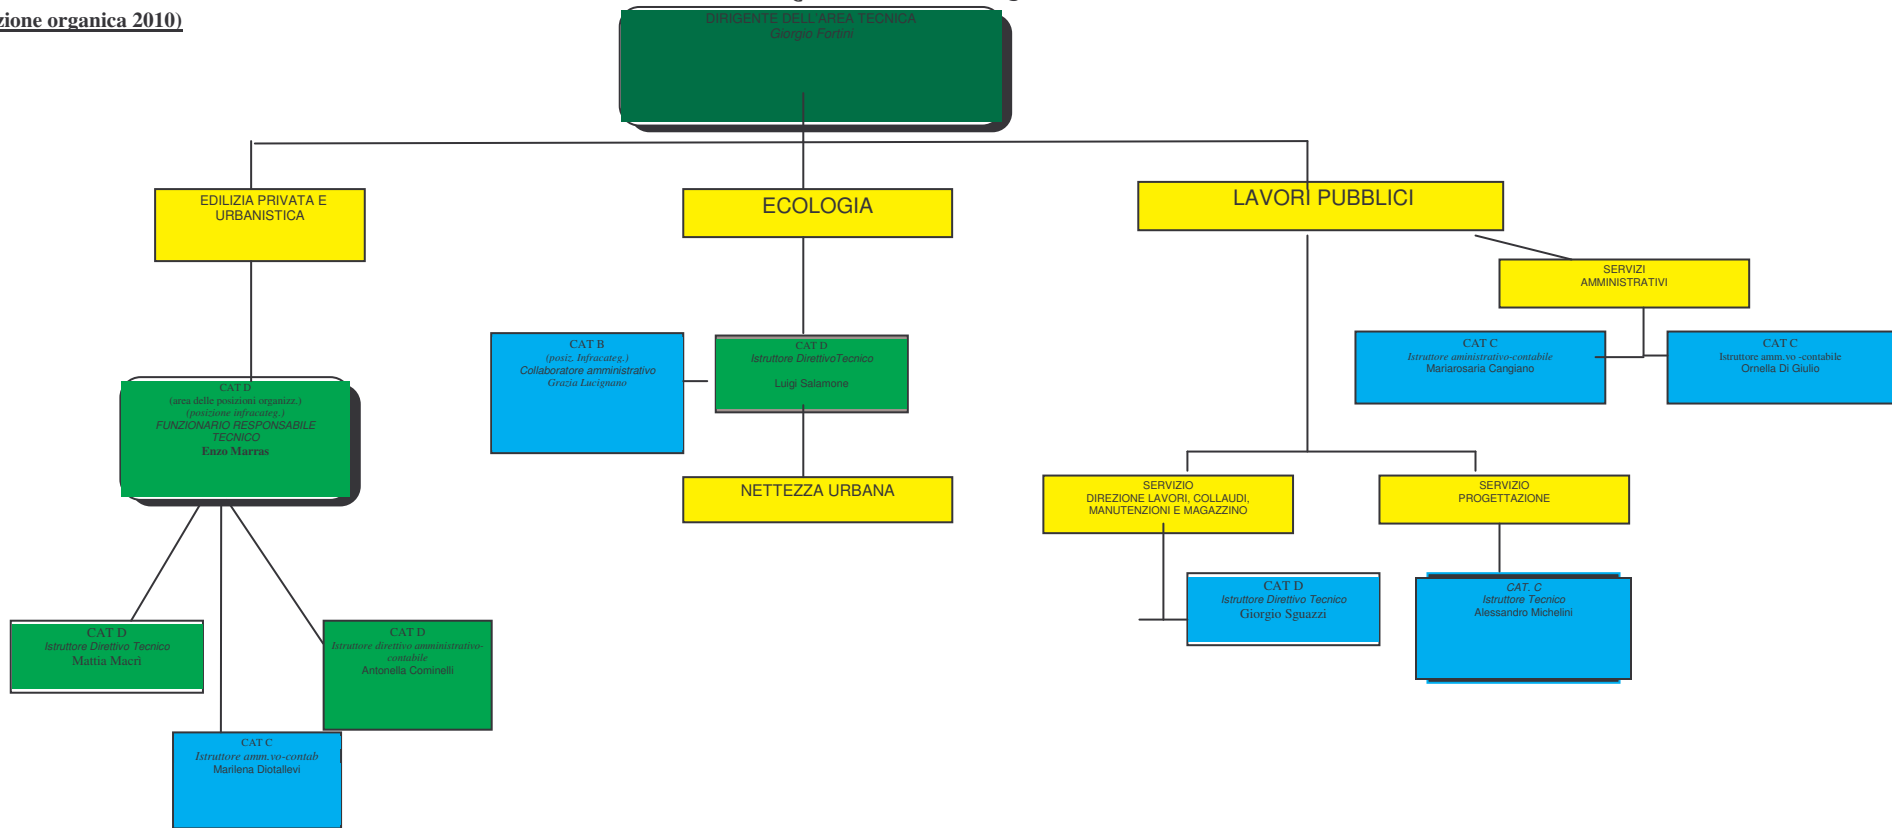 zione organica 2010)
DIRIGENTE DELL'AREA TECNICA
Giorgio Fortini
EDILIZIA PRIVATA E
URBANISTICA
ECOLOGIA
LAVORI PUBBLICI
SERVIZI
AMMINISTRATIVI
CAT B
(posiz. Infracateg.)
Collaboratore amministrativo
Grazia Lucignano
CAT D
Istruttore DirettivoTecnico
Luigi Salamone
CAT C
Istruttore aministrativo-contabile
Mariarosaria Cangiano
CAT C
Istruttore amm.vo -contabile
Ornella Di Giulio
CAT D
(area delle posizioni organizz.)
(posizione infracateg.)
FUNZIONARIO RESPONSABILE
TECNICO
Enzo Marras
NETTEZZA URBANA
SERVIZIO
DIREZIONE LAVORI, COLLAUDI,
MANUTENZIONI E MAGAZZINO
SERVIZIO
PROGETTAZIONE
CAT D
Istruttore Direttivo Tecnico
Giorgio Sguazzi
CAT. C
Istruttore Tecnico
Alessandro Michelini
CAT D
Istruttore Direttivo Tecnico
Mattia Macrì
CAT D
Istruttore direttivo amministrativo-
contabile
Antonella Cominelli
CAT C
Istruttore amm.vo-contab
Marilena Diotallevi